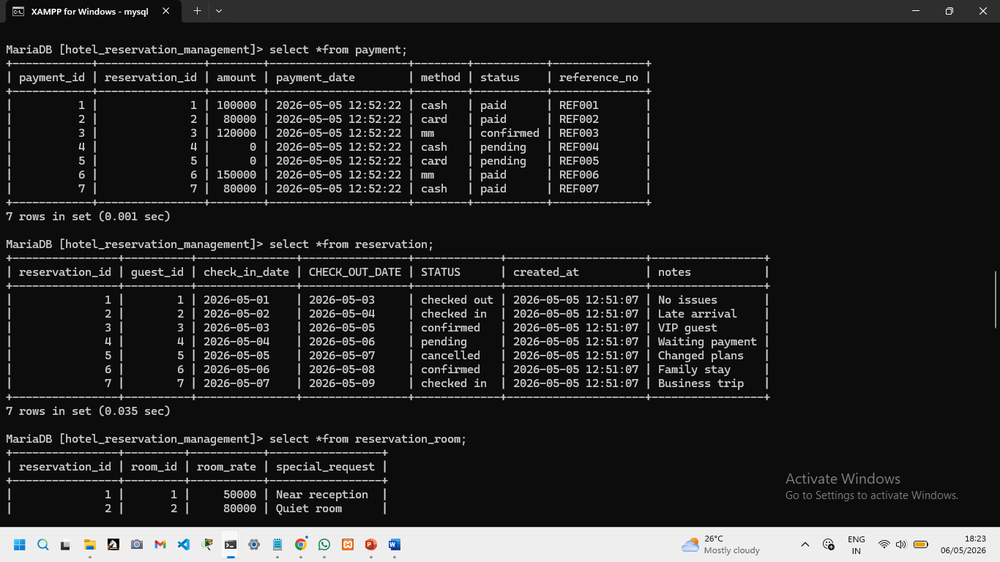 XAMPP for Windows - mysql
MariaDB [hotel_reservation_management]> select *from payment;
+------------+----------------+--------+---------------------+--------+-----------+--------------+
| payment_id | reservation_id | amount | payment_date        | method | status    | reference_no |
+------------+----------------+--------+---------------------+--------+-----------+--------------+
|          1 |              1 | 100000 | 2026-05-05 12:52:22 | cash   | paid      | REF001       |
|          2 |              2 |  80000 | 2026-05-05 12:52:22 | card   | paid      | REF002       |
|          3 |              3 | 120000 | 2026-05-05 12:52:22 | mm     | confirmed | REF003       |
|          4 |              4 |      0 | 2026-05-05 12:52:22 | cash   | pending   | REF004       |
|          5 |              5 |      0 | 2026-05-05 12:52:22 | card   | pending   | REF005       |
|          6 |              6 | 150000 | 2026-05-05 12:52:22 | mm     | paid      | REF006       |
|          7 |              7 |  80000 | 2026-05-05 12:52:22 | cash   | paid      | REF007       |
+------------+----------------+--------+---------------------+--------+-----------+--------------+
7 rows in set (0.001 sec)
MariaDB [hotel_reservation_management]> select *from reservation;
+----------------+----------+---------------+----------------+-------------+---------------------+-----------------+
| reservation_id | guest_id | check_in_date | CHECK_OUT_DATE | STATUS      | created_at          | notes           |
+----------------+----------+---------------+----------------+-------------+---------------------+-----------------+
|              1 |        1 | 2026-05-01    | 2026-05-03     | checked out | 2026-05-05 12:51:07 | No issues       |
|              2 |        2 | 2026-05-02    | 2026-05-04     | checked in  | 2026-05-05 12:51:07 | Late arrival    |
|              3 |        3 | 2026-05-03    | 2026-05-05     | confirmed   | 2026-05-05 12:51:07 | VIP guest       |
|              4 |        4 | 2026-05-04    | 2026-05-06     | pending     | 2026-05-05 12:51:07 | Waiting payment |
|              5 |        5 | 2026-05-05    | 2026-05-07     | cancelled   | 2026-05-05 12:51:07 | Changed plans   |
|              6 |        6 | 2026-05-06    | 2026-05-08     | confirmed   | 2026-05-05 12:51:07 | Family stay     |
|              7 |        7 | 2026-05-07    | 2026-05-09     | checked in  | 2026-05-05 12:51:07 | Business trip   |
+----------------+----------+---------------+----------------+-------------+---------------------+-----------------+
7 rows in set (0.035 sec)
MariaDB [hotel_reservation_management]> select *from reservation_room;
+----------------+---------+-----------+-----------------+
| reservation_id | room_id | room_rate | special_request |
+----------------+---------+-----------+-----------------+
|              1 |       1 |     50000 | Near reception  |
|              2 |       2 |     80000 | Quiet room      |
Activate Windows
Go to Settings to activate Windows.
26°C
Mostly cloudy
ENG
IN
18:23
06/05/2026